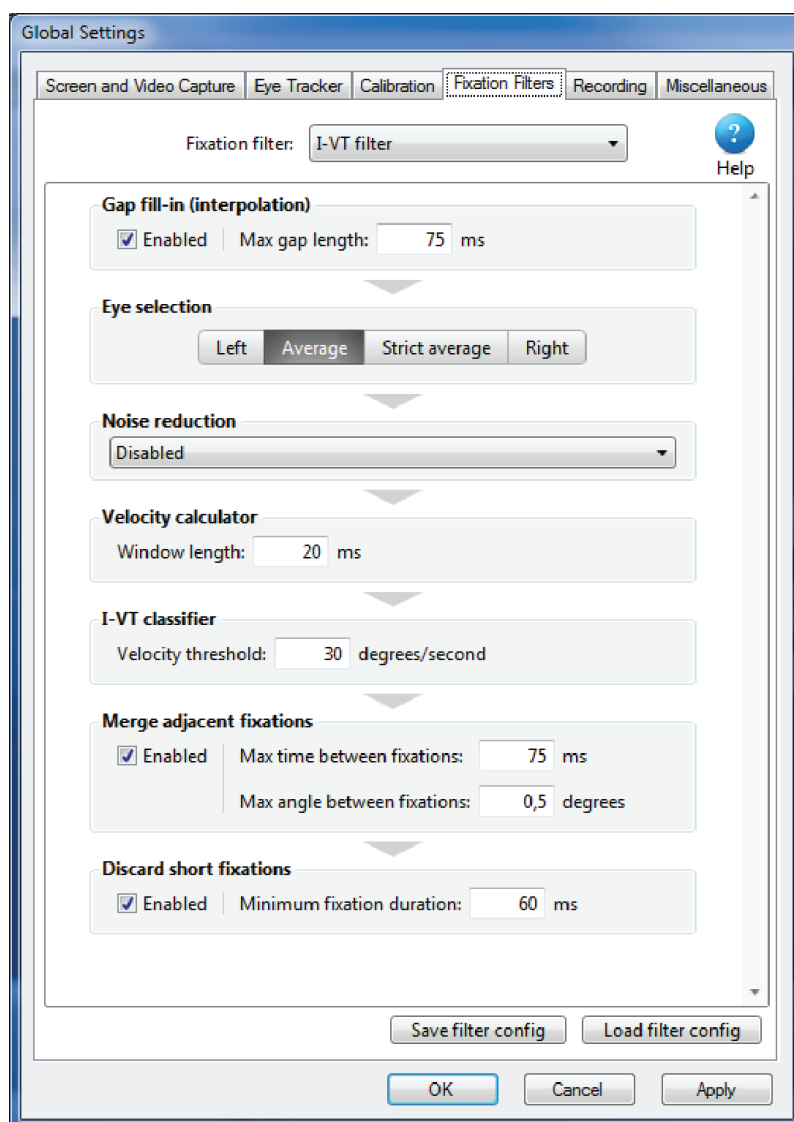 Global Settings
Screen and Video Capture Eye Tracker Calibration Fixation Filters Recording Miscellaneous
Fixation filter: I-VT filter
?
Help
Gap fill-in (interpolation)
Enabled Max gap length: 75 ms
Eye selection
Left Average Strict average Right
Noise reduction
Disabled
Velocity calculator
Window length: 20 ms
I-VT classifier
Velocity threshold: 30 degrees/second
Merge adjacent fixations
Enabled Max time between fixations: 75 ms
Max angle between fixations: 0,5 degrees
Discard short fixations
Enabled Minimum fixation duration: 60 ms
Save filter config Load filter config
OK Cancel Apply